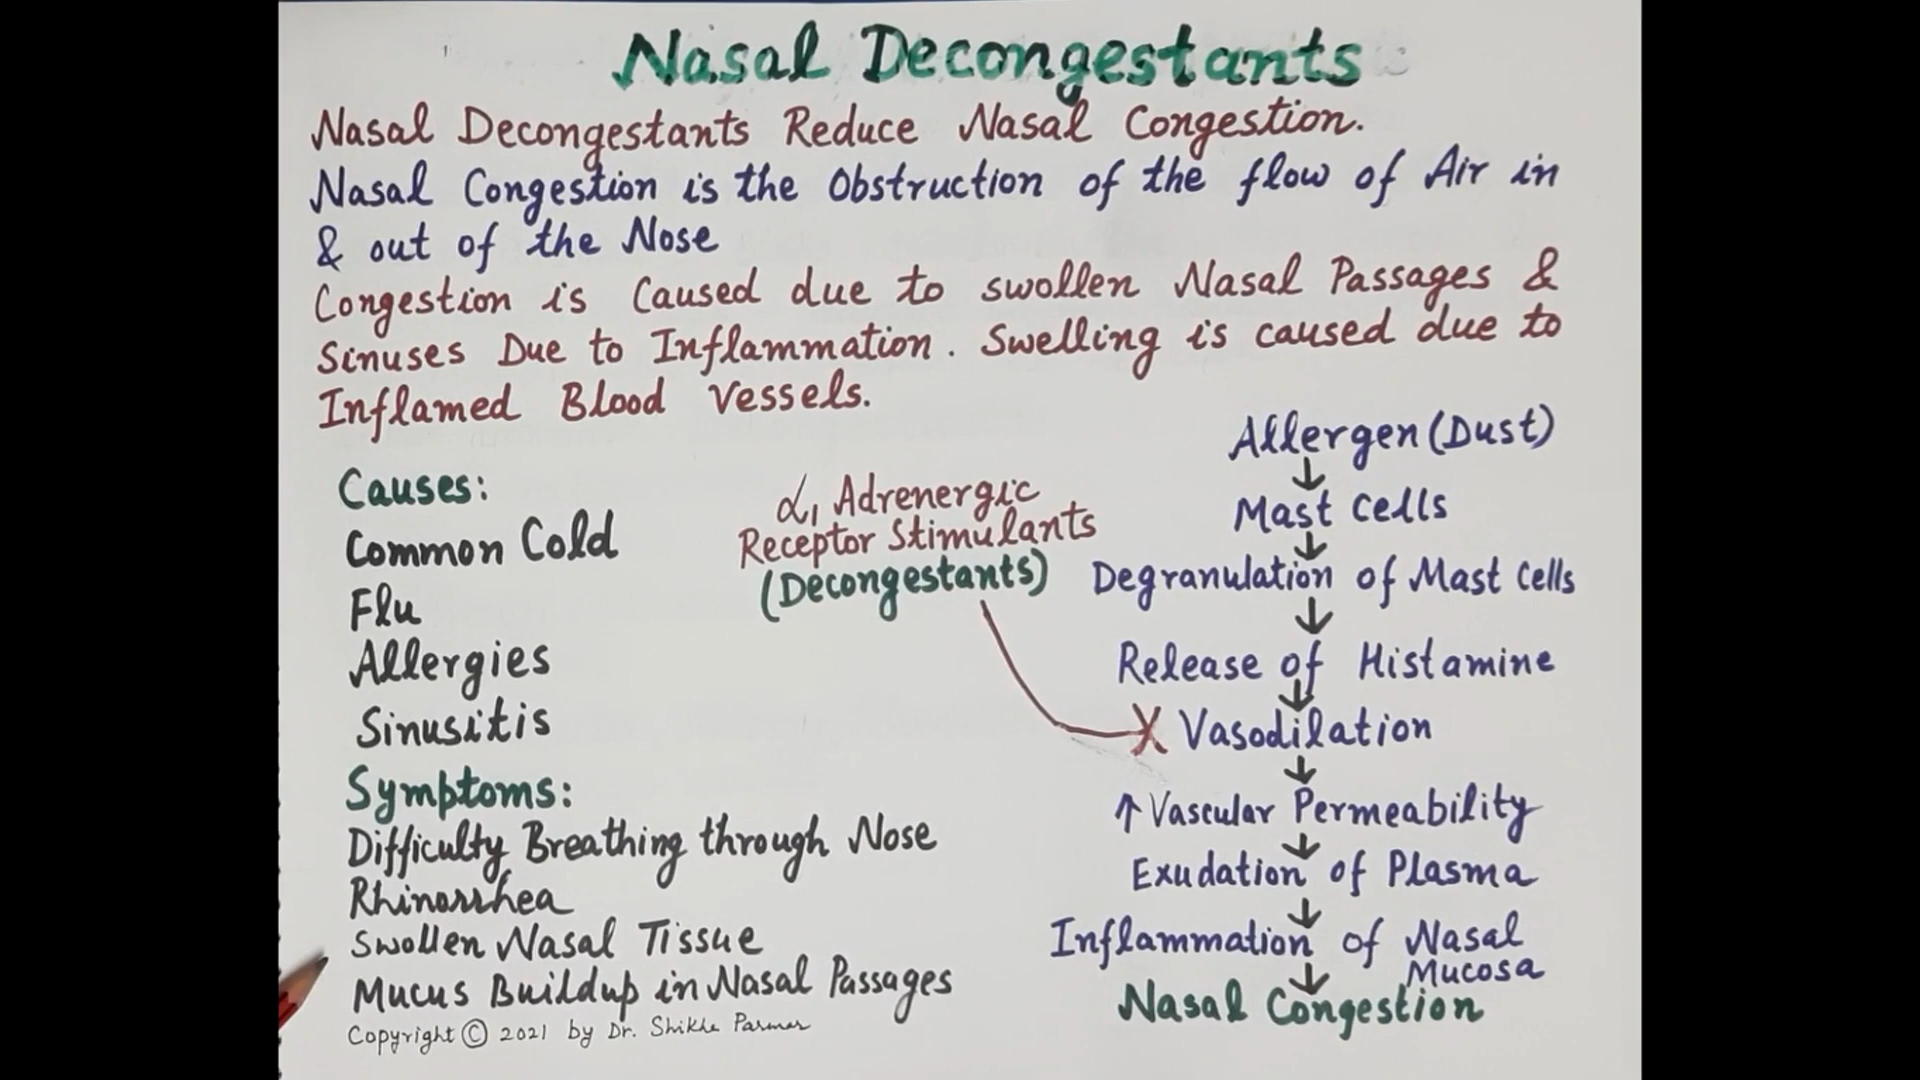 Nasal Decongestants
Nasal Decongestants Reduce Nasal Congestion.
Nasal Congestion is the Obstruction of the flow of Air in
& out of the Nose
Congestion is Caused due to swollen Nasal Passages &
Sinuses Due to Inflammation. Swelling is caused due to
Inflamed Blood Vessels.
Causes:
Common Cold
Flu
Allergies
Sinusitis
Symptoms:
Difficulty Breathing through Nose
Rhinorrhea
Swollen Nasal Tissue
Mucus Buildup in Nasal Passages
Copyright © 2021 by Dr. Shikha Parmar
α1 Adrenergic
Receptor Stimulants
(Decongestants)
Allergen (Dust)
↓
Mast Cells
↓
Degranulation of Mast Cells
↓
Release of Histamine
↓
X Vasodilation
↓
↑ Vascular Permeability
↓
Exudation of Plasma
↓
Inflammation of Nasal
Mucosa
↓
Nasal Congestion